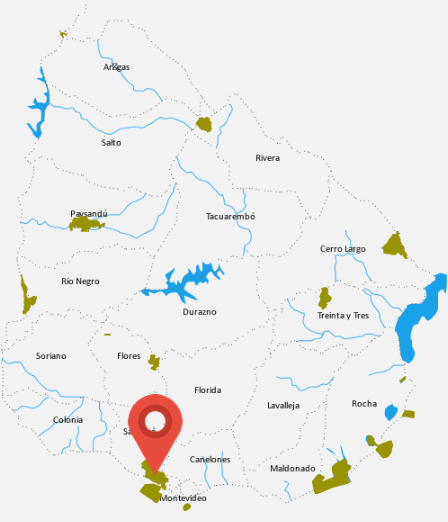 Artigas
Salto
Rivera
Paysandú
Tacuarembó
Cerro Largo
Río Negro
Durazno
Treinta y Tres
Soriano
Flores
Florida
Lavalleja
Rocha
Colonia
Canelones
Maldonado
Montevideo